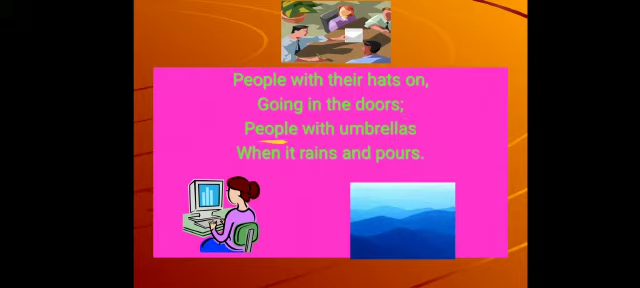 People with their hats on,
Going in the doors;
People with umbrellas
When it rains and pours.